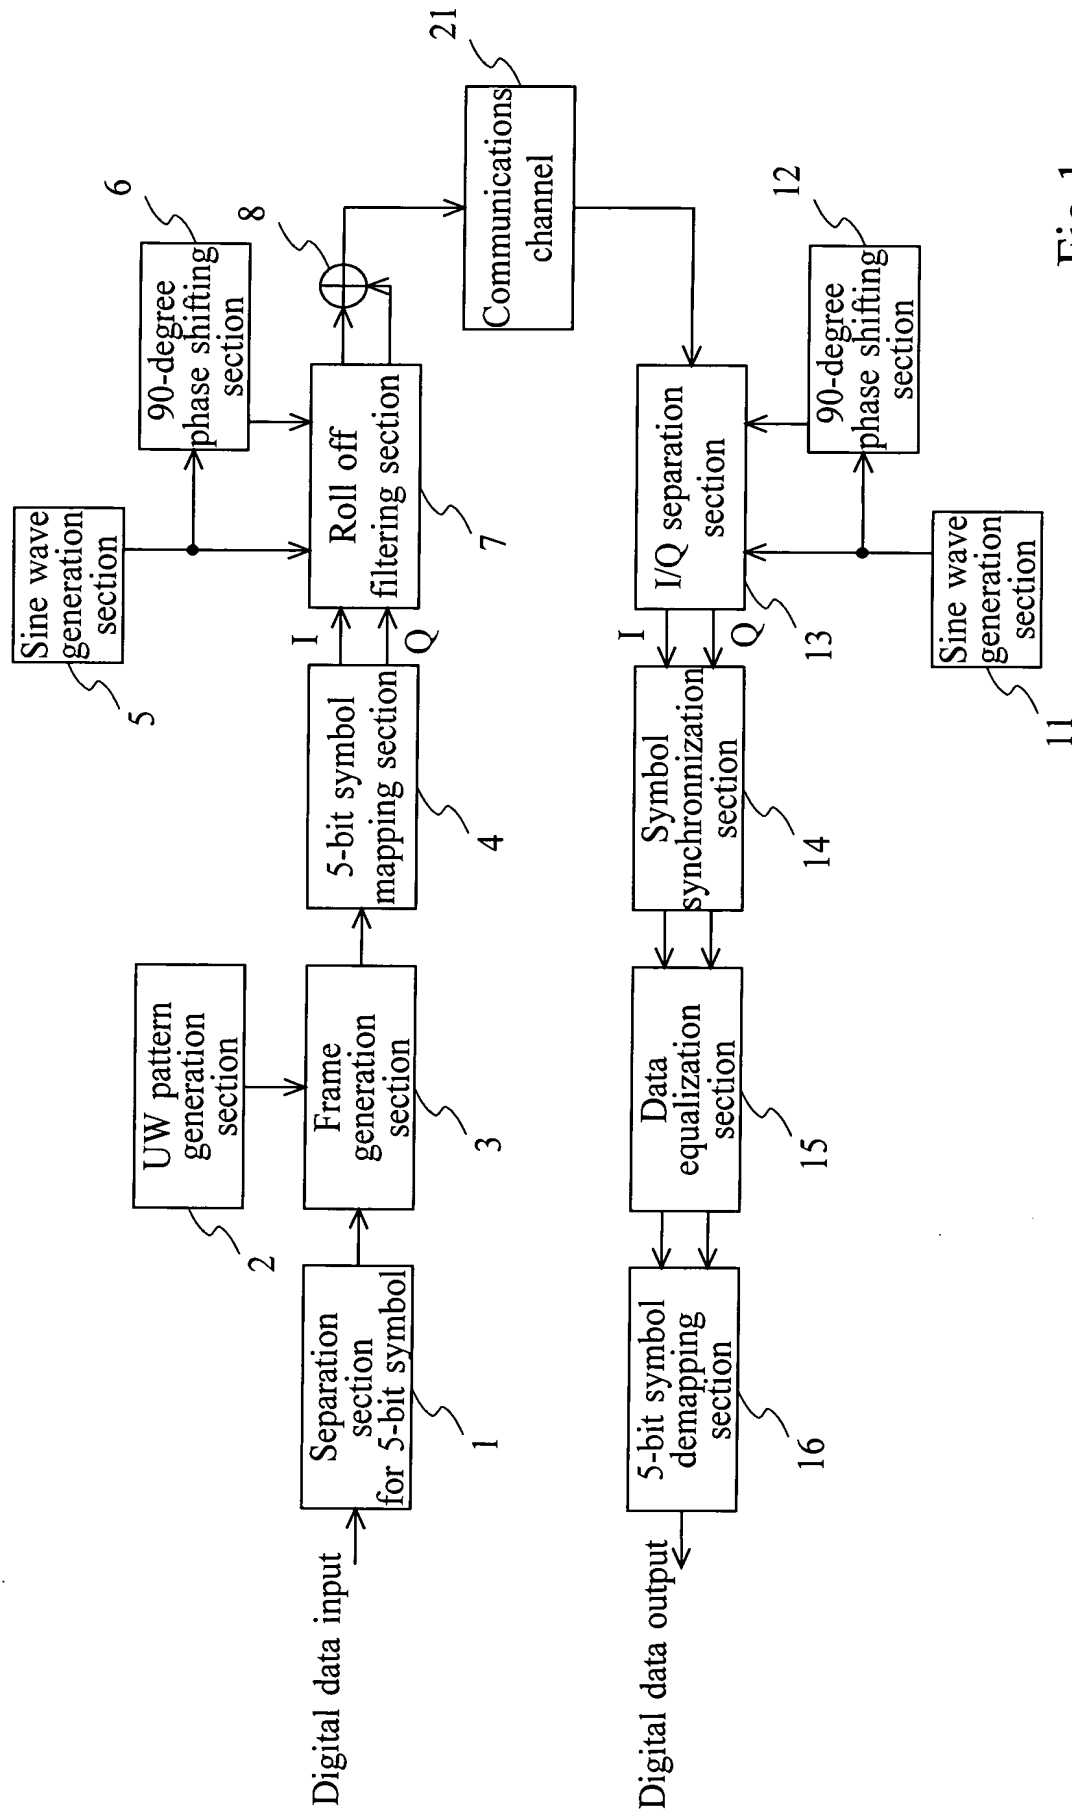 Digital data input
Separation
section
for 5-bit symbol
1
UW pattern
generation
section
2
Frame
generation
section
3
5-bit symbol
mapping section
4
Sine wave
generation
section
5
90-degree
phase shifting
section
6
I
Q
Roll off
filtering section
7
8
Communications
channel
21
Sine wave
generation
section
11
90-degree
phase shifting
section
12
I/Q separation
section
13
I
Q
Symbol
synchronnization
section
14
Data
equalization
section
15
5-bit symbol
demapping
section
16
Digital data output